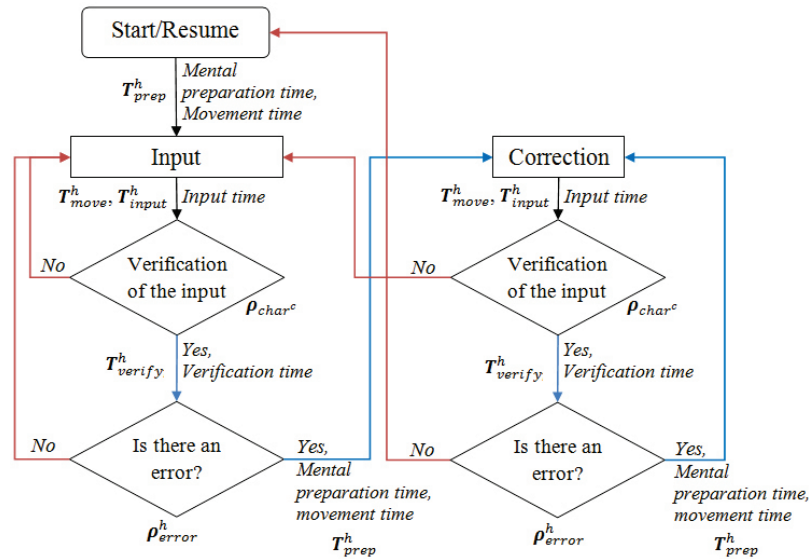 Start/Resume
T^h_prep
Mental
preparation time,
Movement time
Input
T^h_move, T^h_input
Input time
Verification
of the input
No
ρ_char^c
T^h_verify
Yes,
Verification time
Is there an
error?
No
Yes,
Mental
preparation time,
movement time
T^h_prep
ρ^h_error
Correction
T^h_move, T^h_input
Input time
Verification
of the input
No
ρ_char^c
T^h_verify
Yes,
Verification time
Is there an
error?
No
Yes,
Mental
preparation time,
movement time
T^h_prep
ρ^h_error